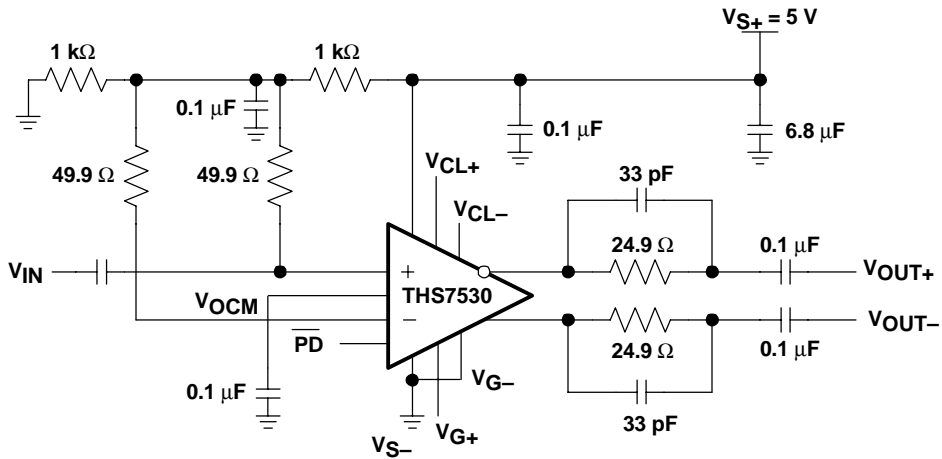 VS+ = 5 V
1 kΩ
1 kΩ
0.1 μF
0.1 μF
6.8 μF
49.9 Ω
49.9 Ω
VCL+
VCL−
33 pF
24.9 Ω
0.1 μF
VIN
+
THS7530
VOUT+
VOCM
−
VOUT−
PD
24.9 Ω
0.1 μF
VG−
0.1 μF
33 pF
VS−
VG+